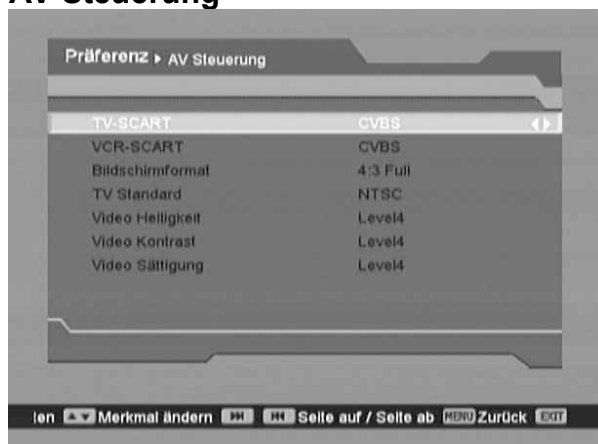 AV Steuerung
Präferenz ▸ AV Steuerung
TV-SCART CVBS
VCR-SCART CVBS
Bildschirmformat 4:3 Full
TV Standard NTSC
Video Helligkeit Level4
Video Kontrast Level4
Video Sättigung Level4
len ▲▼ Merkmal ändern ⏭ ⏮ Seite auf / Seite ab MENU Zurück EXIT